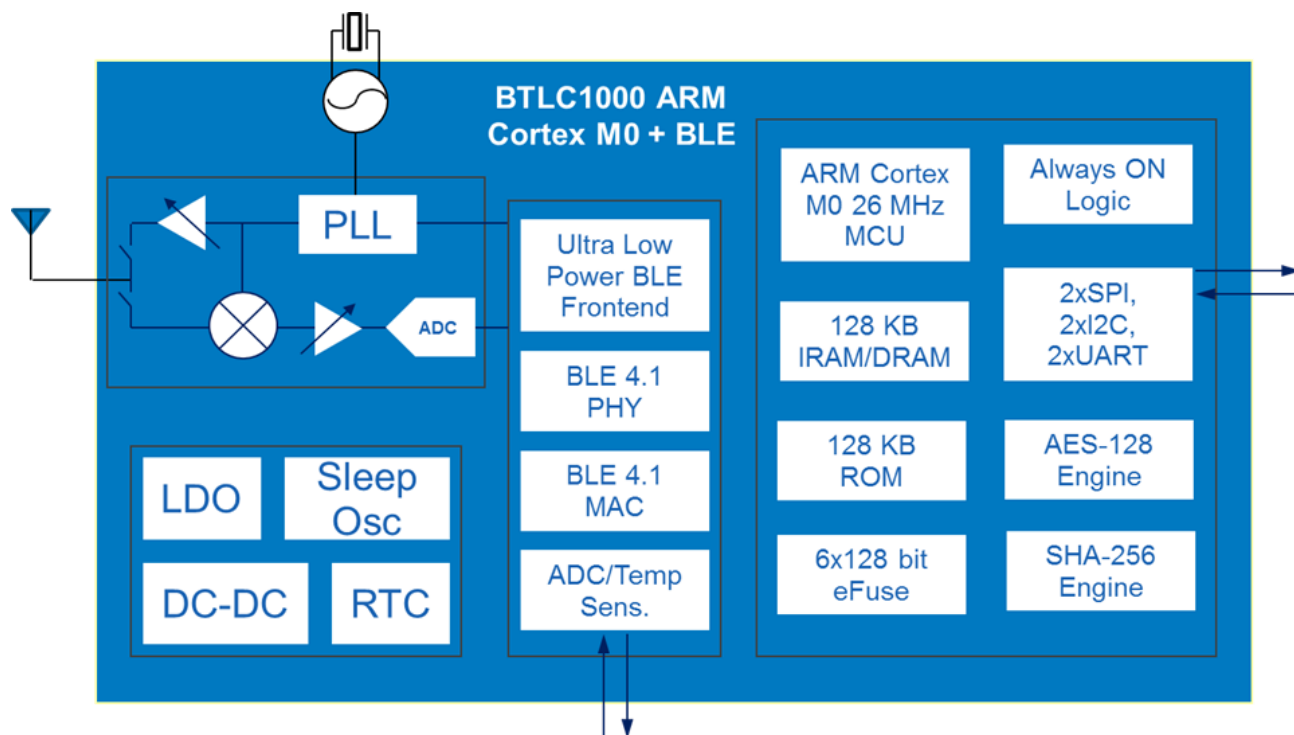 BTLC1000 ARM
Cortex M0 + BLE
PLL
ADC
Ultra Low
Power BLE
Frontend
BLE 4.1
PHY
BLE 4.1
MAC
ADC/Temp
Sens.
LDO
Sleep
Osc
DC-DC
RTC
ARM Cortex
M0 26 MHz
MCU
Always ON
Logic
128 KB
IRAM/DRAM
2xSPI,
2xI2C,
2xUART
128 KB
ROM
AES-128
Engine
6x128 bit
eFuse
SHA-256
Engine